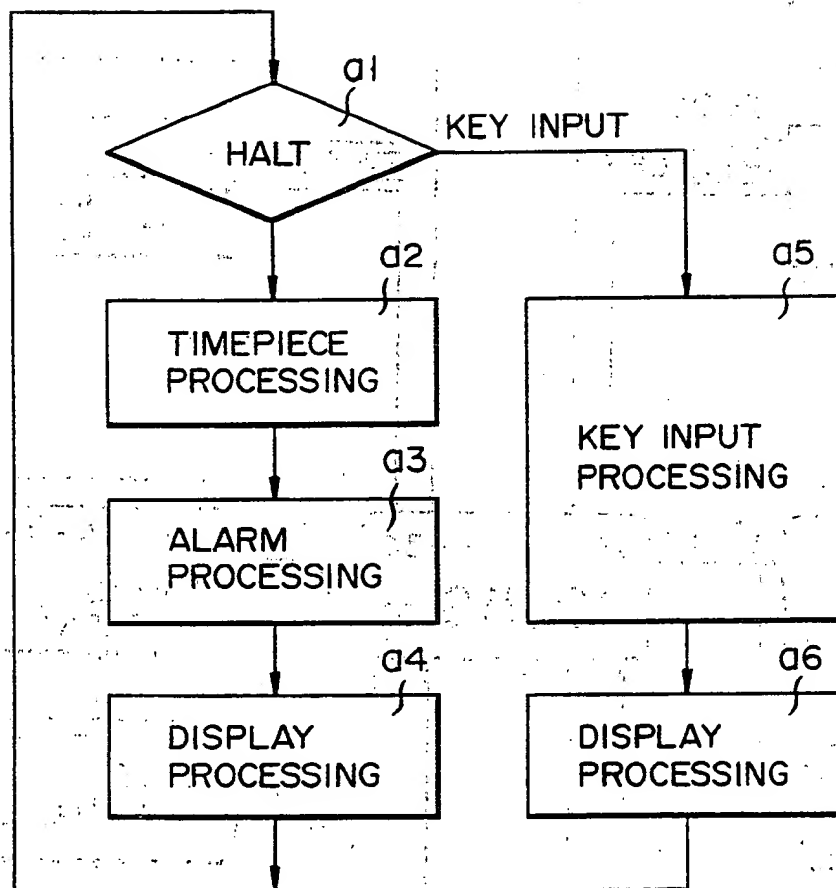 a1
HALT
KEY INPUT
a2
TIMEPIECE
PROCESSING
a3
ALARM
PROCESSING
a4
DISPLAY
PROCESSING
a5
KEY INPUT
PROCESSING
a6
DISPLAY
PROCESSING